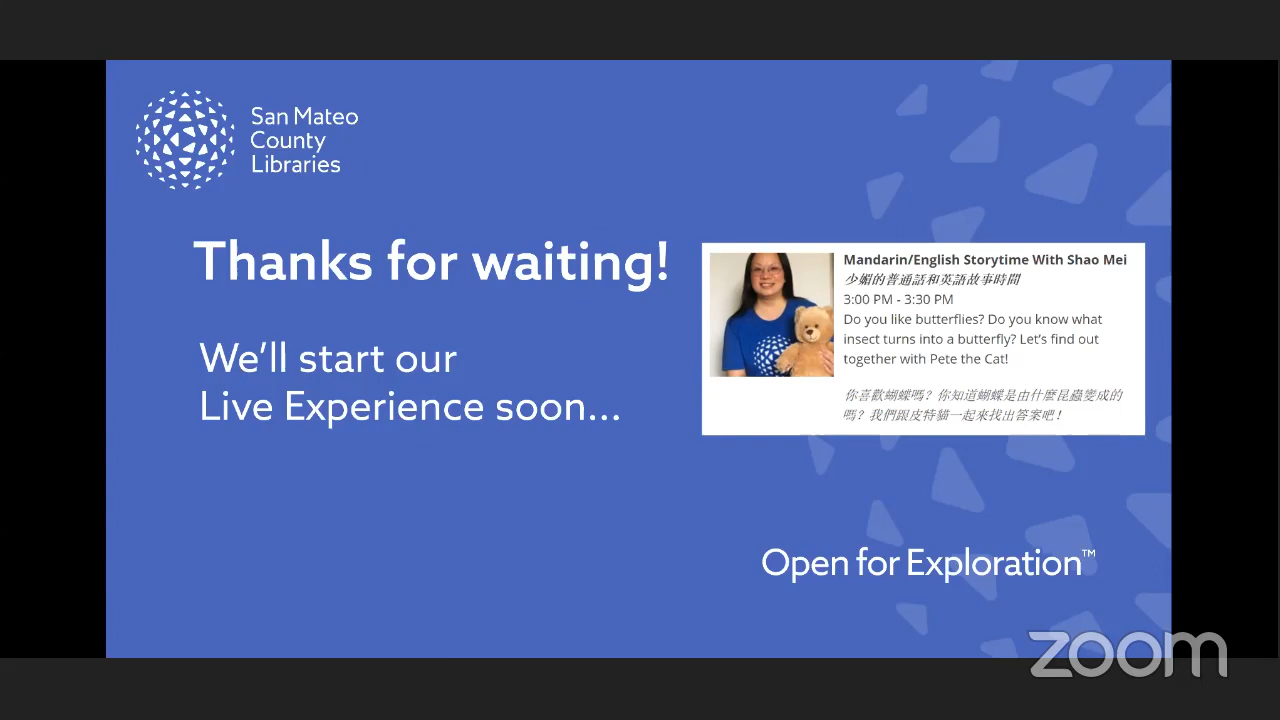 San Mateo
County
Libraries
Thanks for waiting!
We'll start our
Live Experience soon...
Mandarin/English Storytime With Shao Mei
少媚的普通話和英語故事時間
3:00 PM - 3:30 PM
Do you like butterflies? Do you know what
insect turns into a butterfly? Let's find out
together with Pete the Cat!
你喜歡蝴蝶嗎？你知道蝴蝶是由什麼昆蟲變成的
嗎？我們跟皮特貓一起來找出答案吧！
Open for Exploration™
zoom